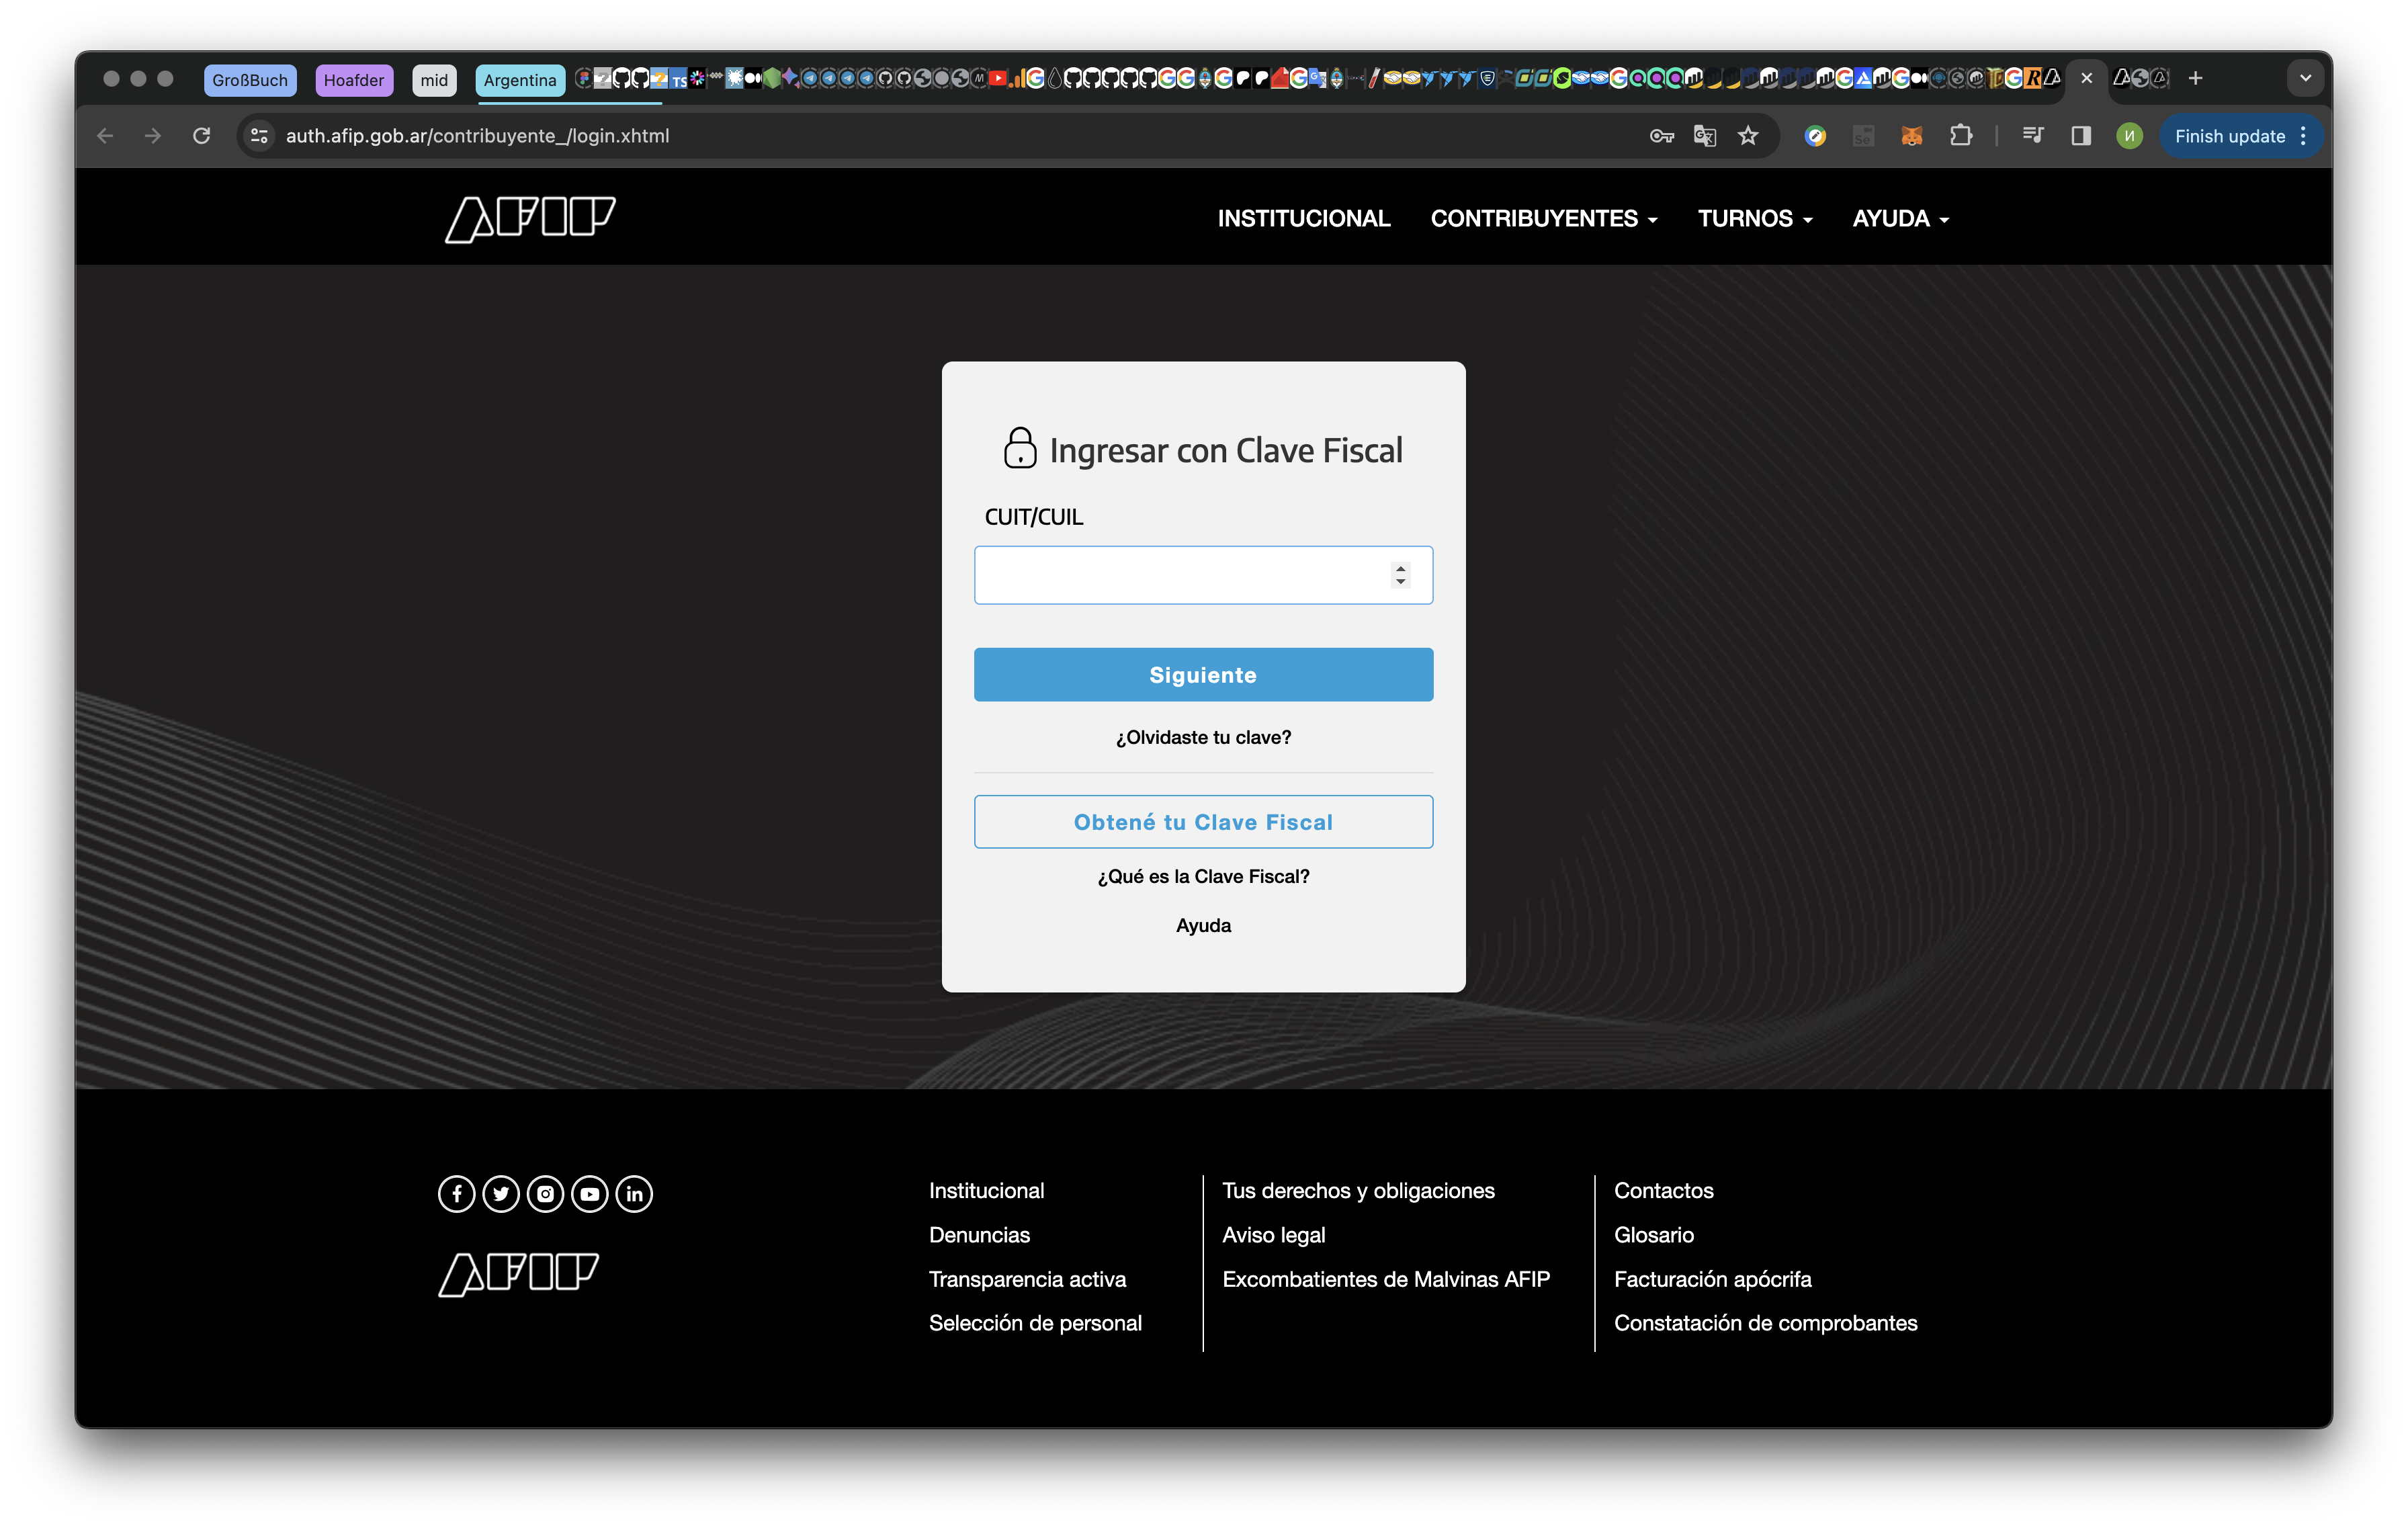 GroßBuch
Hoafder
mid
Argentina
auth.afip.gob.ar/contribuyente_/login.xhtml
Finish update
AFIP
INSTITUCIONAL
CONTRIBUYENTES
TURNOS
AYUDA
Ingresar con Clave Fiscal
CUIT/CUIL
Siguiente
¿Olvidaste tu clave?
Obtené tu Clave Fiscal
¿Qué es la Clave Fiscal?
Ayuda
AFIP
Institucional
Denuncias
Transparencia activa
Selección de personal
Tus derechos y obligaciones
Aviso legal
Excombatientes de Malvinas AFIP
Contactos
Glosario
Facturación apócrifa
Constatación de comprobantes